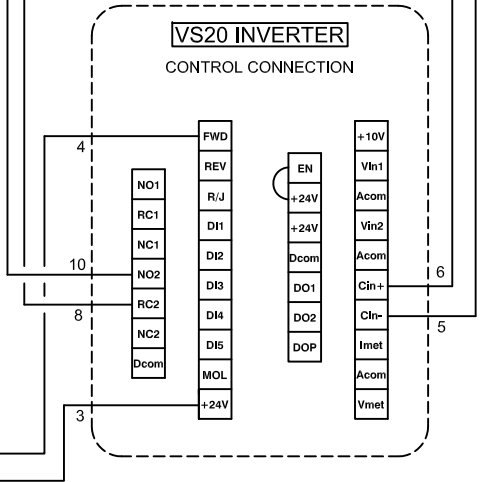 VS20 INVERTER
CONTROL CONNECTION
4
10
8
3
NO1
RC1
NC1
NO2
RC2
NC2
Dcom
FWD
REV
R/J
DI1
DI2
DI3
DI4
DI5
MOL
+24V
EN
+24V
+24V
Dcom
DO1
DO2
DOP
+10V
VIn1
Acom
Vin2
Acom
Cin+
CIn-
Imet
Acom
Vmet
6
5